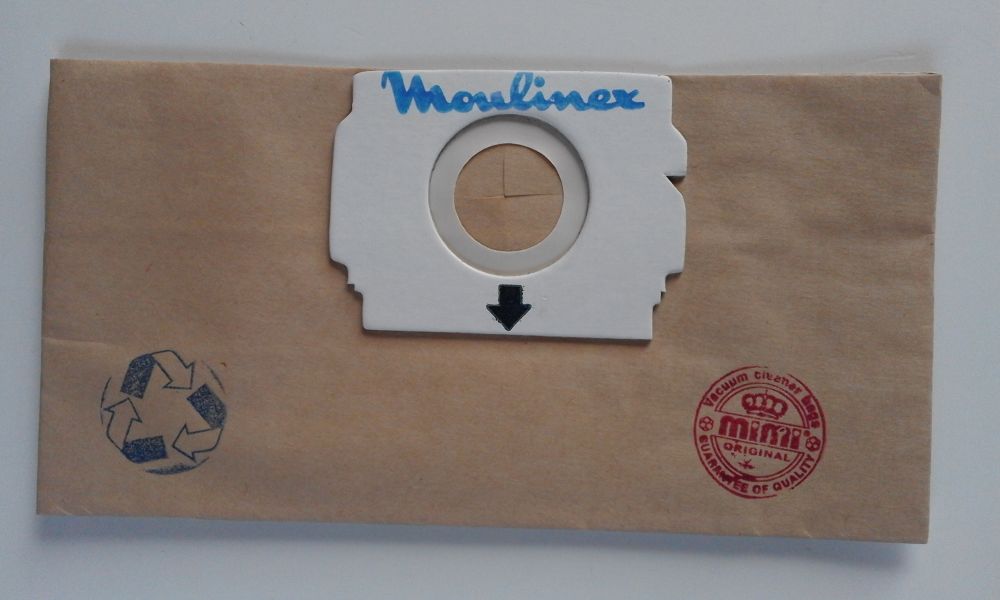 Moulinex
Vacuum cleaner bags
mimi®
ORIGINAL
GUARANTEE OF QUALITY